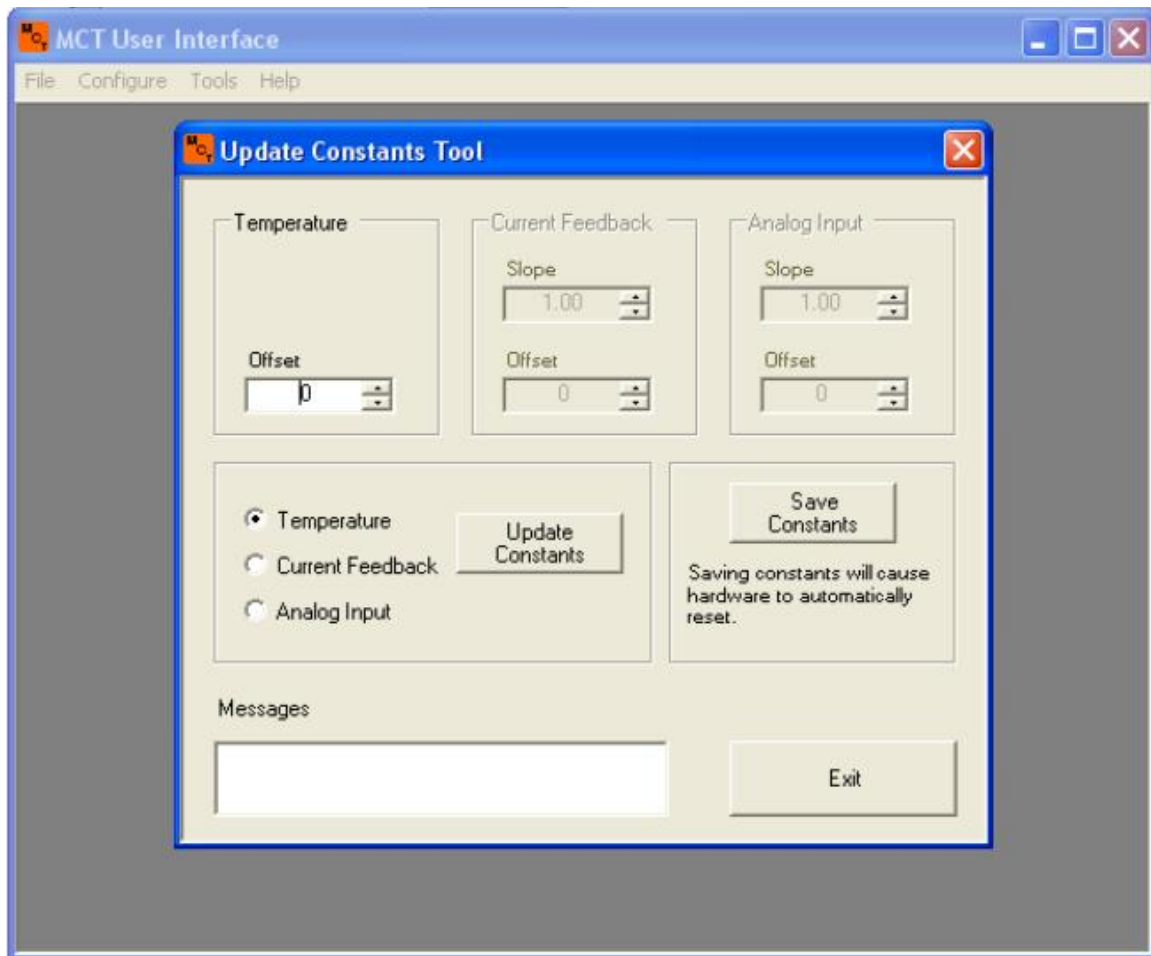 MCT MCT User Interface
File Configure Tools Help
MCT Update Constants Tool
Temperature
Current Feedback
Analog Input
Slope
Slope
1.00
1.00
Offset
Offset
Offset
0
0
0
Temperature
Current Feedback
Analog Input
Update
Constants
Save
Constants
Saving constants will cause
hardware to automatically
reset.
Messages
Exit